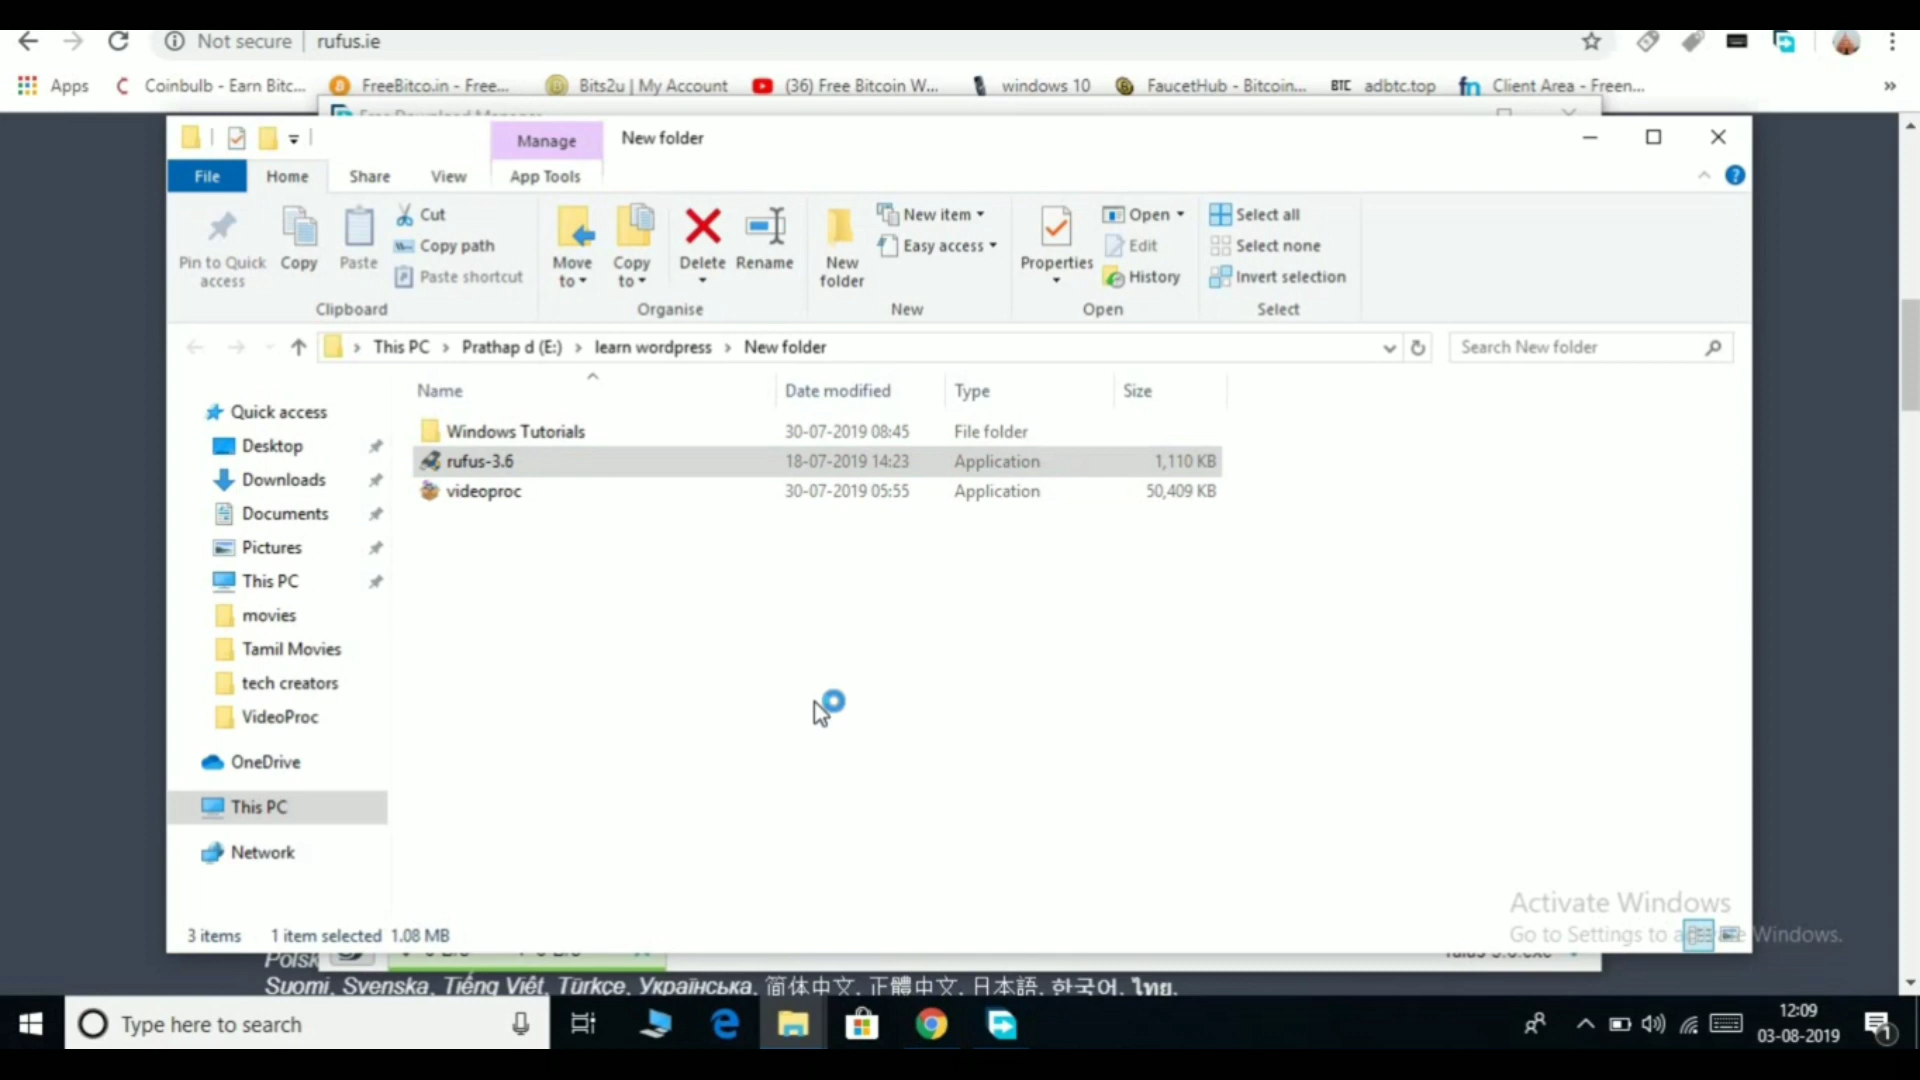 Not secure rufus.ie
Apps Coinbulb - Earn Bitc... FreeBitco.in - Free... Bits2u | My Account (36) Free Bitcoin W... windows 10 FaucetHub - Bitcoin... BTC adbtc.top fn Client Area - Freen... »
Free Download Manager
Manage New folder
File Home Share View App Tools
Pin to Quick access
Copy
Paste
Cut
Copy path
Paste shortcut
Clipboard
Move to
Copy to
Delete
Rename
Organise
New folder
New item
Easy access
New
Properties
Open
Edit
History
Open
Select all
Select none
Invert selection
Select
This PC › Prathap d (E:) › learn wordpress › New folder
Search New folder
Name Date modified Type Size
Windows Tutorials 30-07-2019 08:45 File folder
rufus-3.6 18-07-2019 14:23 Application 1,110 KB
videoproc 30-07-2019 05:55 Application 50,409 KB
Quick access
Desktop
Downloads
Documents
Pictures
This PC
movies
Tamil Movies
tech creators
VideoProc
OneDrive
This PC
Network
Activate Windows
Go to Settings to Windows.
3 items 1 item selected 1.08 MB
Polsk
Suomi, Svenska, Tiếng Việt, Türkçe, Українська, 简体中文, 正體中文, 日本語, 한국어, ไทย.
Type here to search
12:09
03-08-2019
1